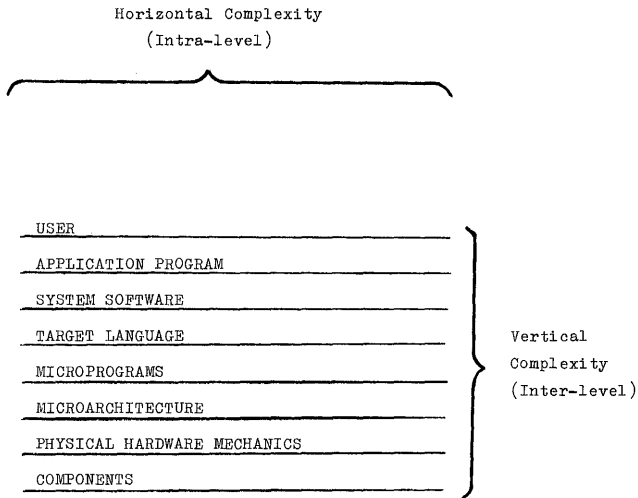 Horizontal Complexity
(Intra-level)
USER
APPLICATION PROGRAM
SYSTEM SOFTWARE
TARGET LANGUAGE
MICROPROGRAMS
MICROARCHITECTURE
PHYSICAL HARDWARE MECHANICS
COMPONENTS
Vertical
Complexity
(Inter-level)